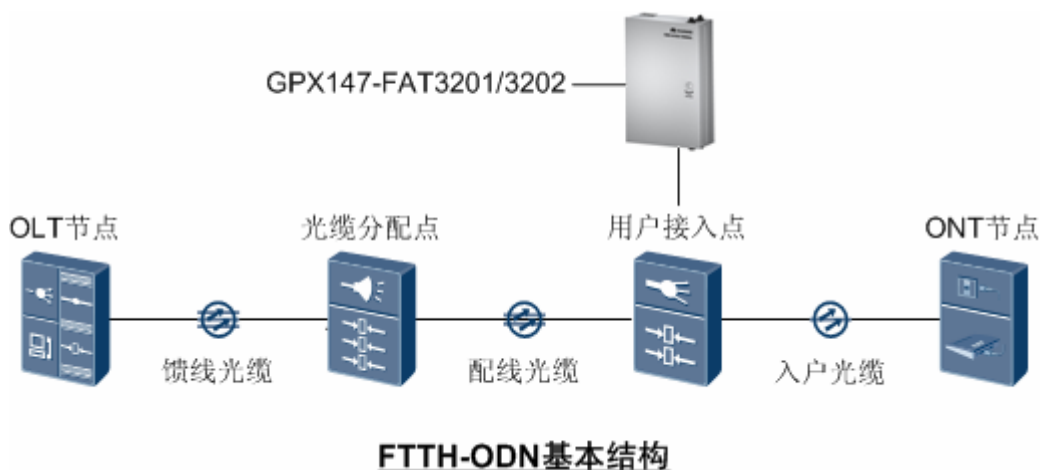 GPX147-FAT3201/3202
OLT节点
光缆分配点
用户接入点
ONT节点
馈线光缆
配线光缆
入户光缆
FTTH-ODN基本结构